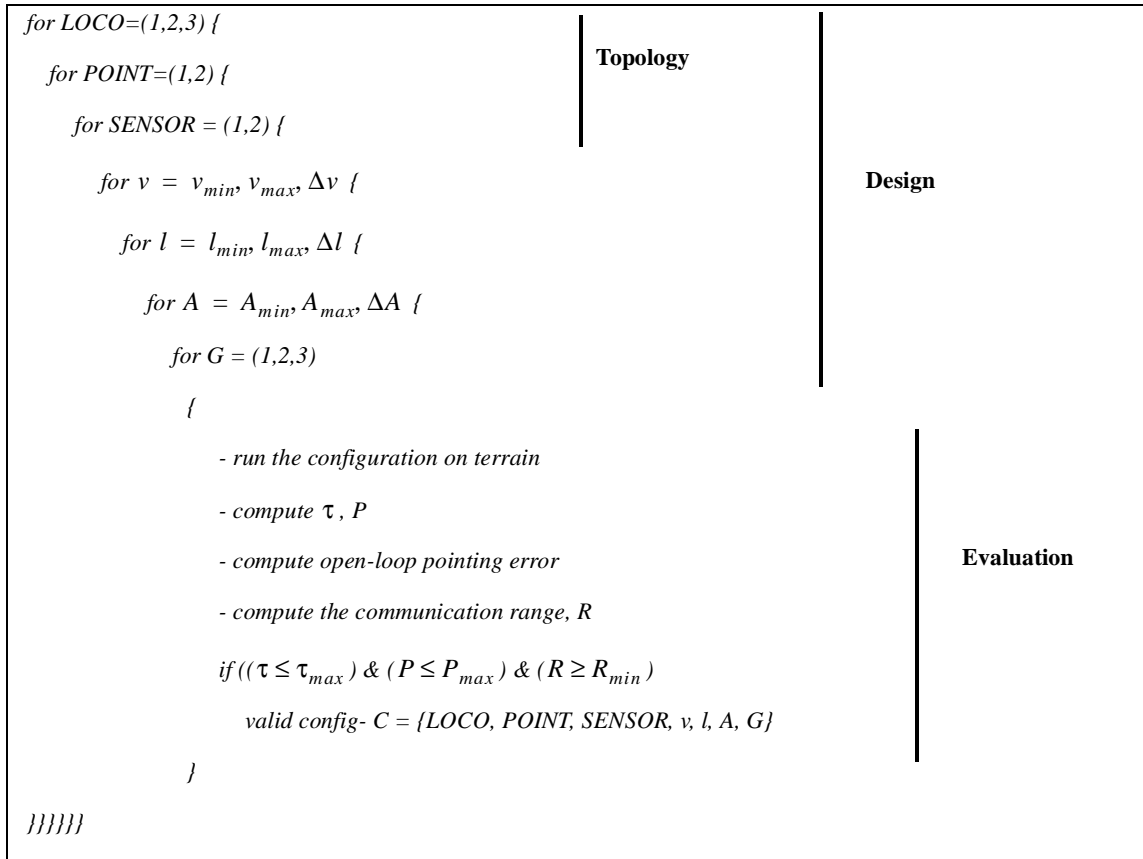 for LOCO=(1,2,3) {
Topology
for POINT=(1,2) {
for SENSOR = (1,2) {
for v = v_min, v_max, Δv {
Design
for l = l_min, l_max, Δl {
for A = A_min, A_max, ΔA {
for G = (1,2,3)
{
- run the configuration on terrain
- compute τ , P
- compute open-loop pointing error
Evaluation
- compute the communication range, R
if ((τ ≤ τ_max) & (P ≤ P_max) & (R ≥ R_min)
valid config- C = {LOCO, POINT, SENSOR, v, l, A, G}
}
}}}}}}